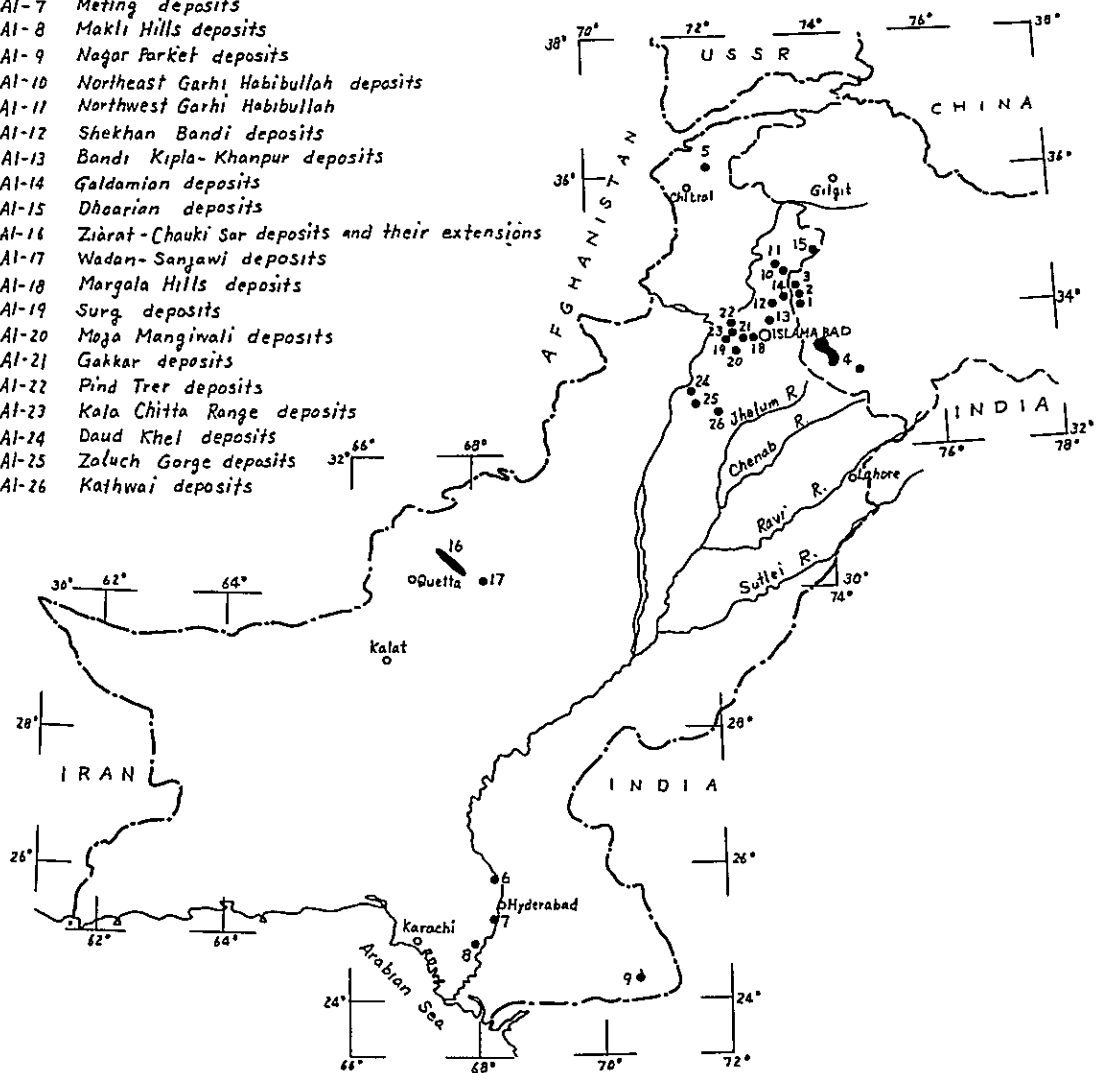 Al-7 Meting deposits
Al-8 Makli Hills deposits
Al-9 Nagar Parket deposits
Al-10 Northeast Garhi Habibullah deposits
Al-11 Northwest Garhi Habibullah
Al-12 Shekhan Bandi deposits
Al-13 Bandi Kipla-Khanpur deposits
Al-14 Galdamian deposits
Al-15 Dhoarian deposits
Al-16 Ziarat-Chauki Sar deposits and their extensions
Al-17 Wadan-Sanjawi deposits
Al-18 Margala Hills deposits
Al-19 Surg deposits
Al-20 Moja Mangiwali deposits
Al-21 Gakkar deposits
Al-22 Pind Trer deposits
Al-23 Kala Chitta Range deposits
Al-24 Daud Khel deposits
Al-25 Zaluch Gorge deposits
Al-26 Kathwai deposits
38° 70° 72° 74° 76° 38°
USSR
CHINA
AFGHANISTAN
36° 36°
5
Chitral
Gilgit
15
11
10
3
14 2
12 1
34°
13
22
23 21
ISLAMABAD
19 18
20
4
24
25
26
Jhelum R.
Chenab R.
INDIA
76° 32°
78°
Lahore
Ravi R.
Sutlej R.
30°
74°
32° 66° 68°
16
Quetta
17
30° 62° 64°
Kalat
28° 28°
IRAN
INDIA
26° 26°
6
Hyderabad
7
Karachi
8
9
62° 64°
Arabian Sea
24° 24°
66° 68° 70° 72°